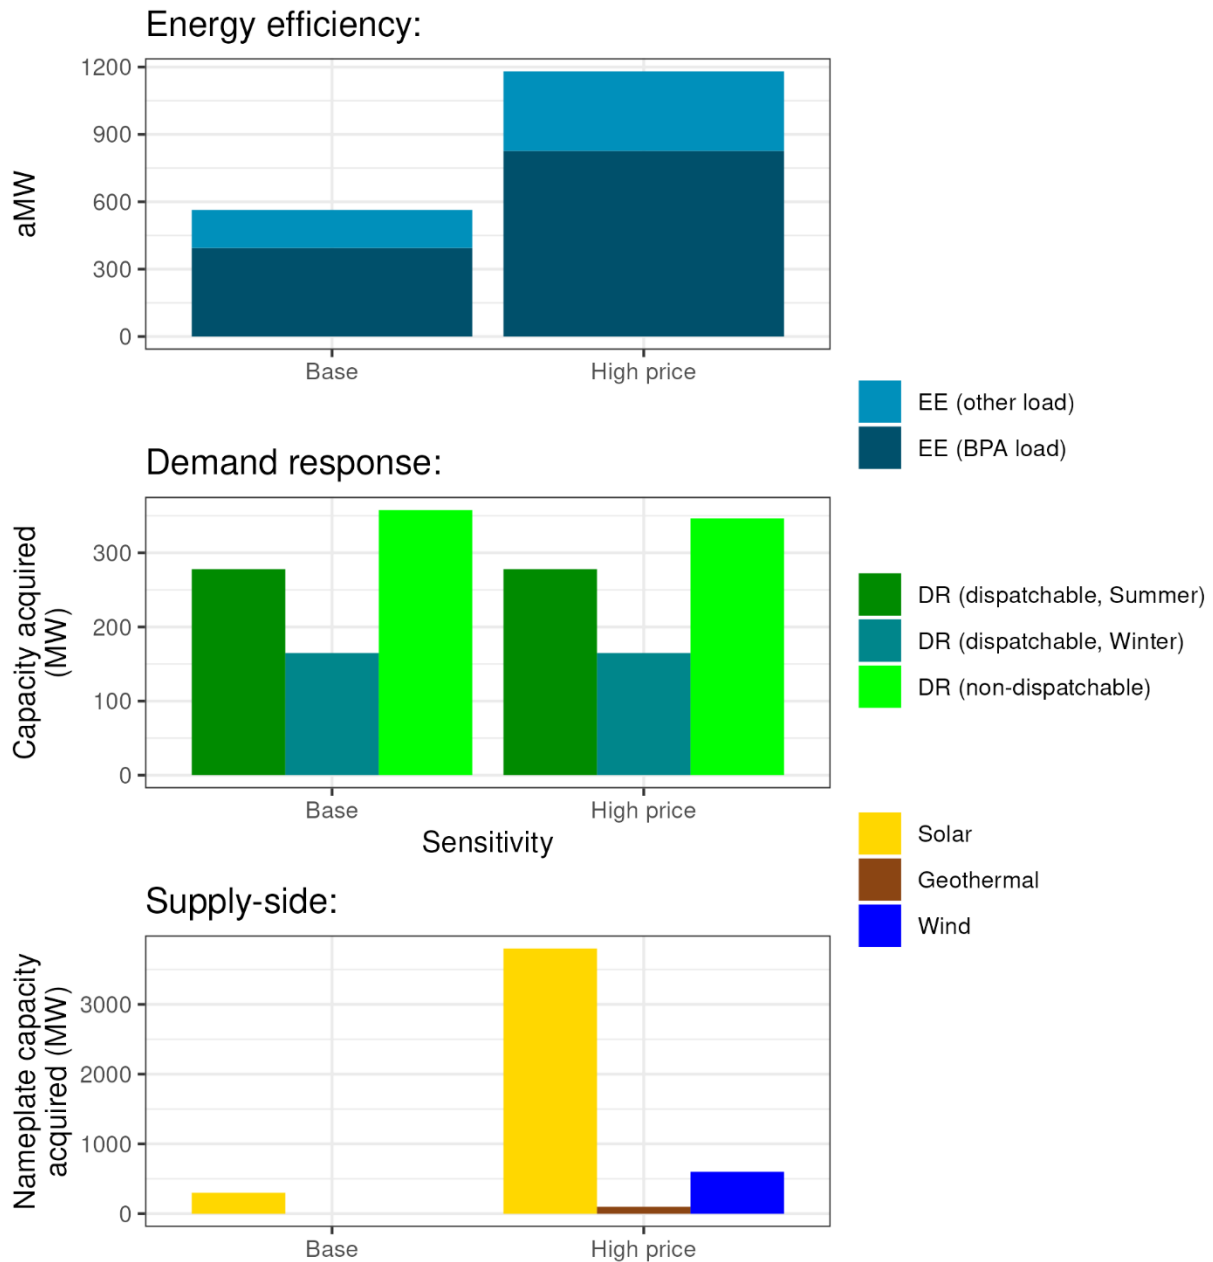 Energy efficiency:
1200
900
600
300
0
aMW
Base
High price
EE (other load)
EE (BPA load)
Demand response:
300
200
100
0
Capacity acquired
(MW)
Base
High price
Sensitivity
DR (dispatchable, Summer)
DR (dispatchable, Winter)
DR (non-dispatchable)
Solar
Geothermal
Wind
Supply-side:
3000
2000
1000
0
Nameplate capacity
acquired (MW)
Base
High price